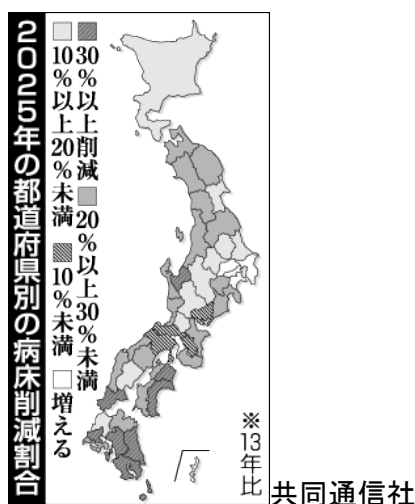 2025年の都道府県別の病床削減割合
30%以上削減
20%以上30%未満
10%以上20%未満
10%未満
増える
※13年比
共同通信社